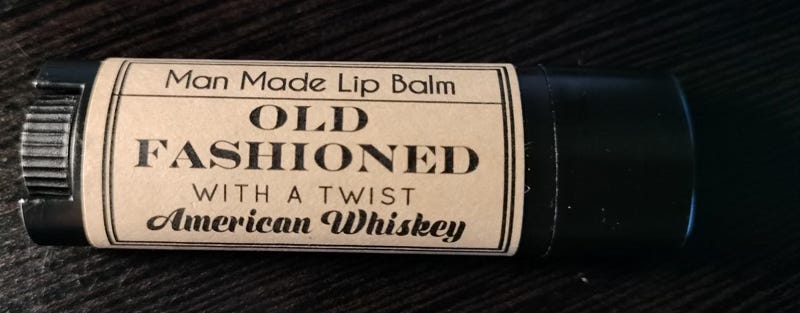 Man Made Lip Balm
OLD
FASHIONED
WITH A TWIST
American Whiskey